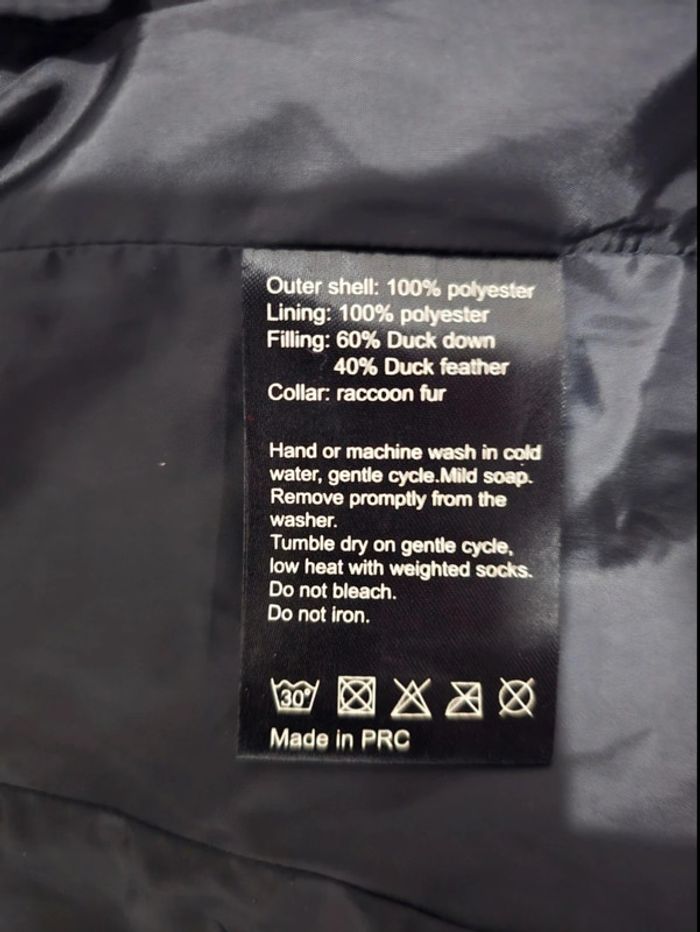 Outer shell: 100% polyester
Lining: 100% polyester
Filling: 60% Duck down
40% Duck feather
Collar: raccoon fur
Hand or machine wash in cold
water, gentle cycle.Mild soap.
Remove promptly from the
washer.
Tumble dry on gentle cycle,
low heat with weighted socks.
Do not bleach.
Do not iron.
30°
Made in PRC